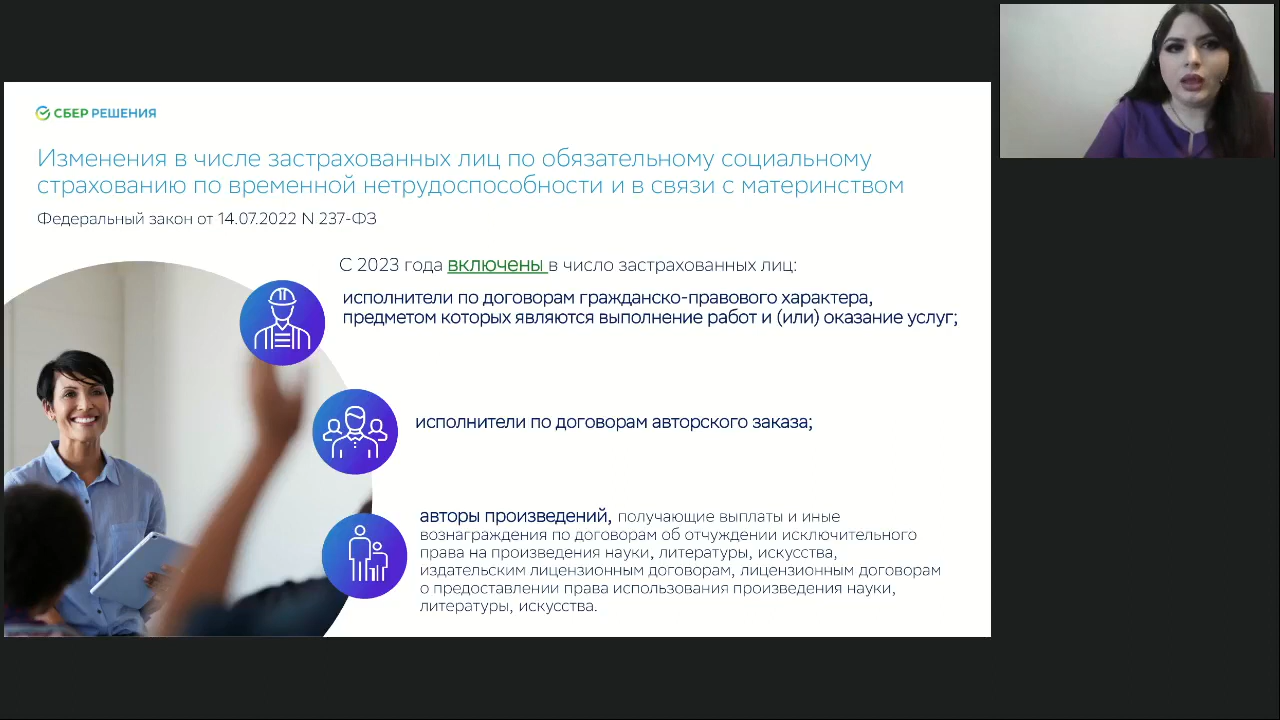 СБЕР РЕШЕНИЯ
Изменения в числе застрахованных лиц по обязательному социальному
страхованию по временной нетрудоспособности и в связи с материнством
Федеральный закон от 14.07.2022 N 237-ФЗ
С 2023 года включены в число застрахованных лиц:
исполнители по договорам гражданско-правового характера,
предметом которых являются выполнение работ и (или) оказание услуг;
исполнители по договорам авторского заказа;
авторы произведений, получающие выплаты и иные
вознаграждения по договорам об отчуждении исключительного
права на произведения науки, литературы, искусства,
издательским лицензионным договорам, лицензионным договорам
о предоставлении права использования произведения науки,
литературы, искусства.